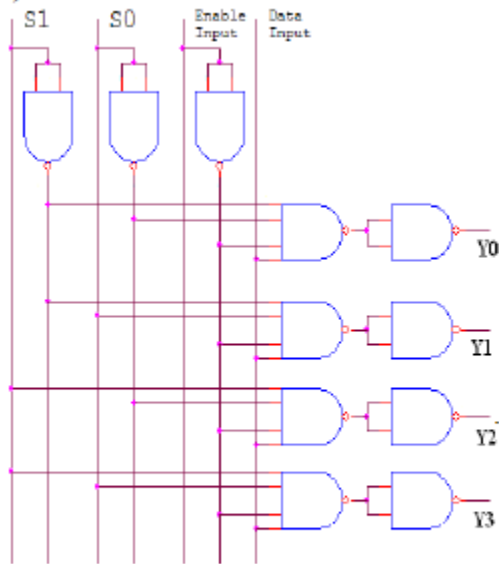 S1
S0
Enable
Input
Data
Input
Y0
Y1
Y2
Y3